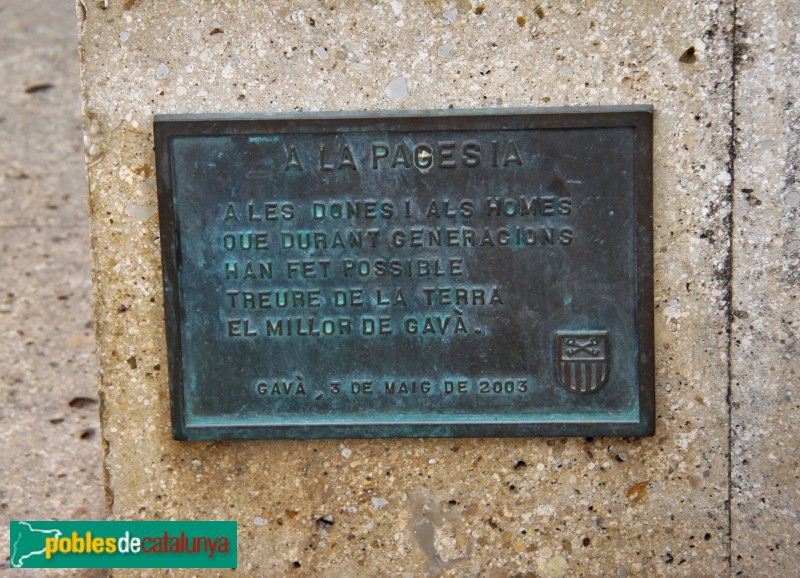 A LA PAGESIA
A LES DONES I ALS HOMES
QUE DURANT GENERACIONS
HAN FET POSSIBLE
TREURE DE LA TERRA
EL MILLOR DE GAVÀ.
GAVÀ, 3 DE MAIG DE 2003
poblesdecatalunya